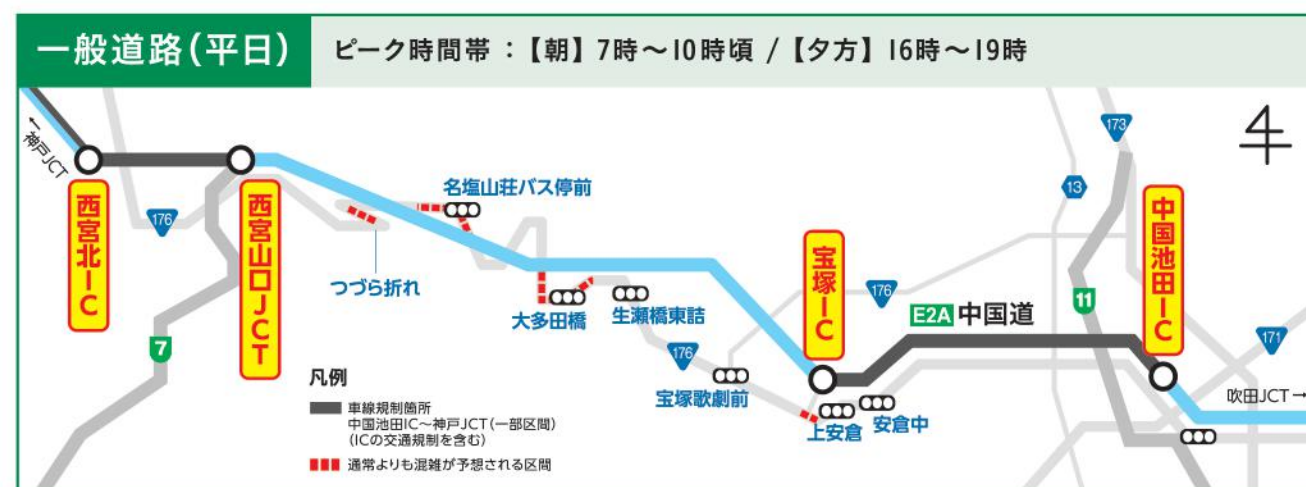 一般道路(平日)
ピーク時間帯：【朝】7時～10時頃 /【夕方】16時～19時
←神戸JCT
西宮北IC
176
西宮山口JCT
7
つづら折れ
名塩山荘バス停前
大多田橋
生瀬橋東詰
176
宝塚歌劇前
宝塚IC
176
上安倉
安倉中
E2A 中国道
173
13
11
中国池田IC
171
吹田JCT→
凡例
車線規制箇所
中国池田IC～神戸JCT(一部区間)
(ICの交通規制を含む)
通常よりも混雑が予想される区間